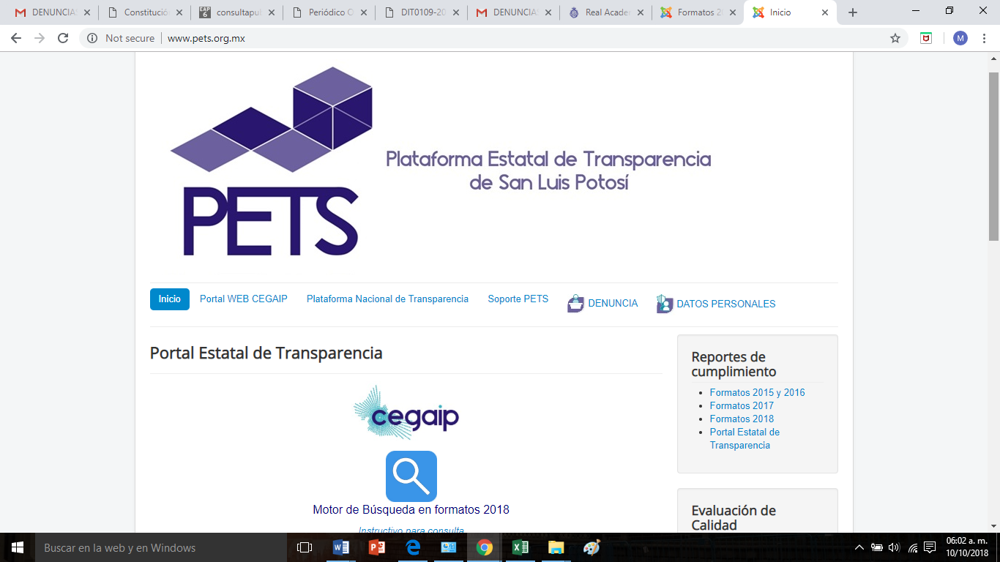 DENUNCIAS
Constitución
consultapub
Periódico O
DIT0109-20
DENUNCIAS
Real Acade
Formatos 2
Inicio
Not secure
www.pets.org.mx
PETS
Plataforma Estatal de Transparencia
de San Luis Potosí
Inicio
Portal WEB CEGAIP
Plataforma Nacional de Transparencia
Soporte PETS
DENUNCIA
DATOS PERSONALES
Portal Estatal de Transparencia
cegaip
Motor de Búsqueda en formatos 2018
Instructivo para consulta
Reportes de
cumplimiento
Formatos 2015 y 2016
Formatos 2017
Formatos 2018
Portal Estatal de
Transparencia
Evaluación de
Calidad
Buscar en la web y en Windows
06:02 a. m.
10/10/2018